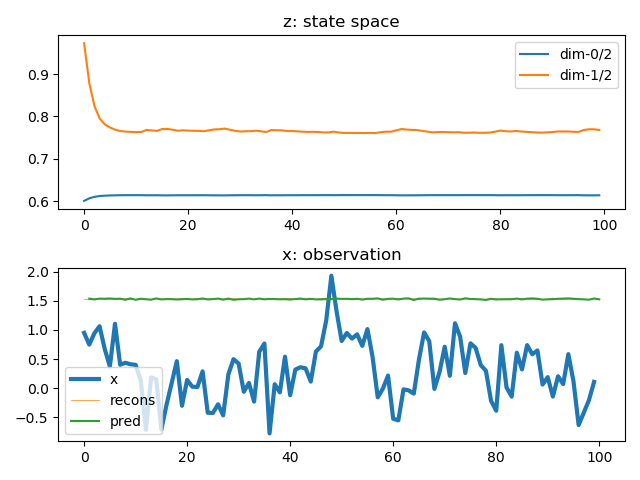 z: state space
dim-0/2
dim-1/2
0.9
0.8
0.7
0.6
0 20 40 60 80 100
x: observation
2.0
1.5
1.0
0.5
0.0
−0.5
x
recons
pred
0 20 40 60 80 100